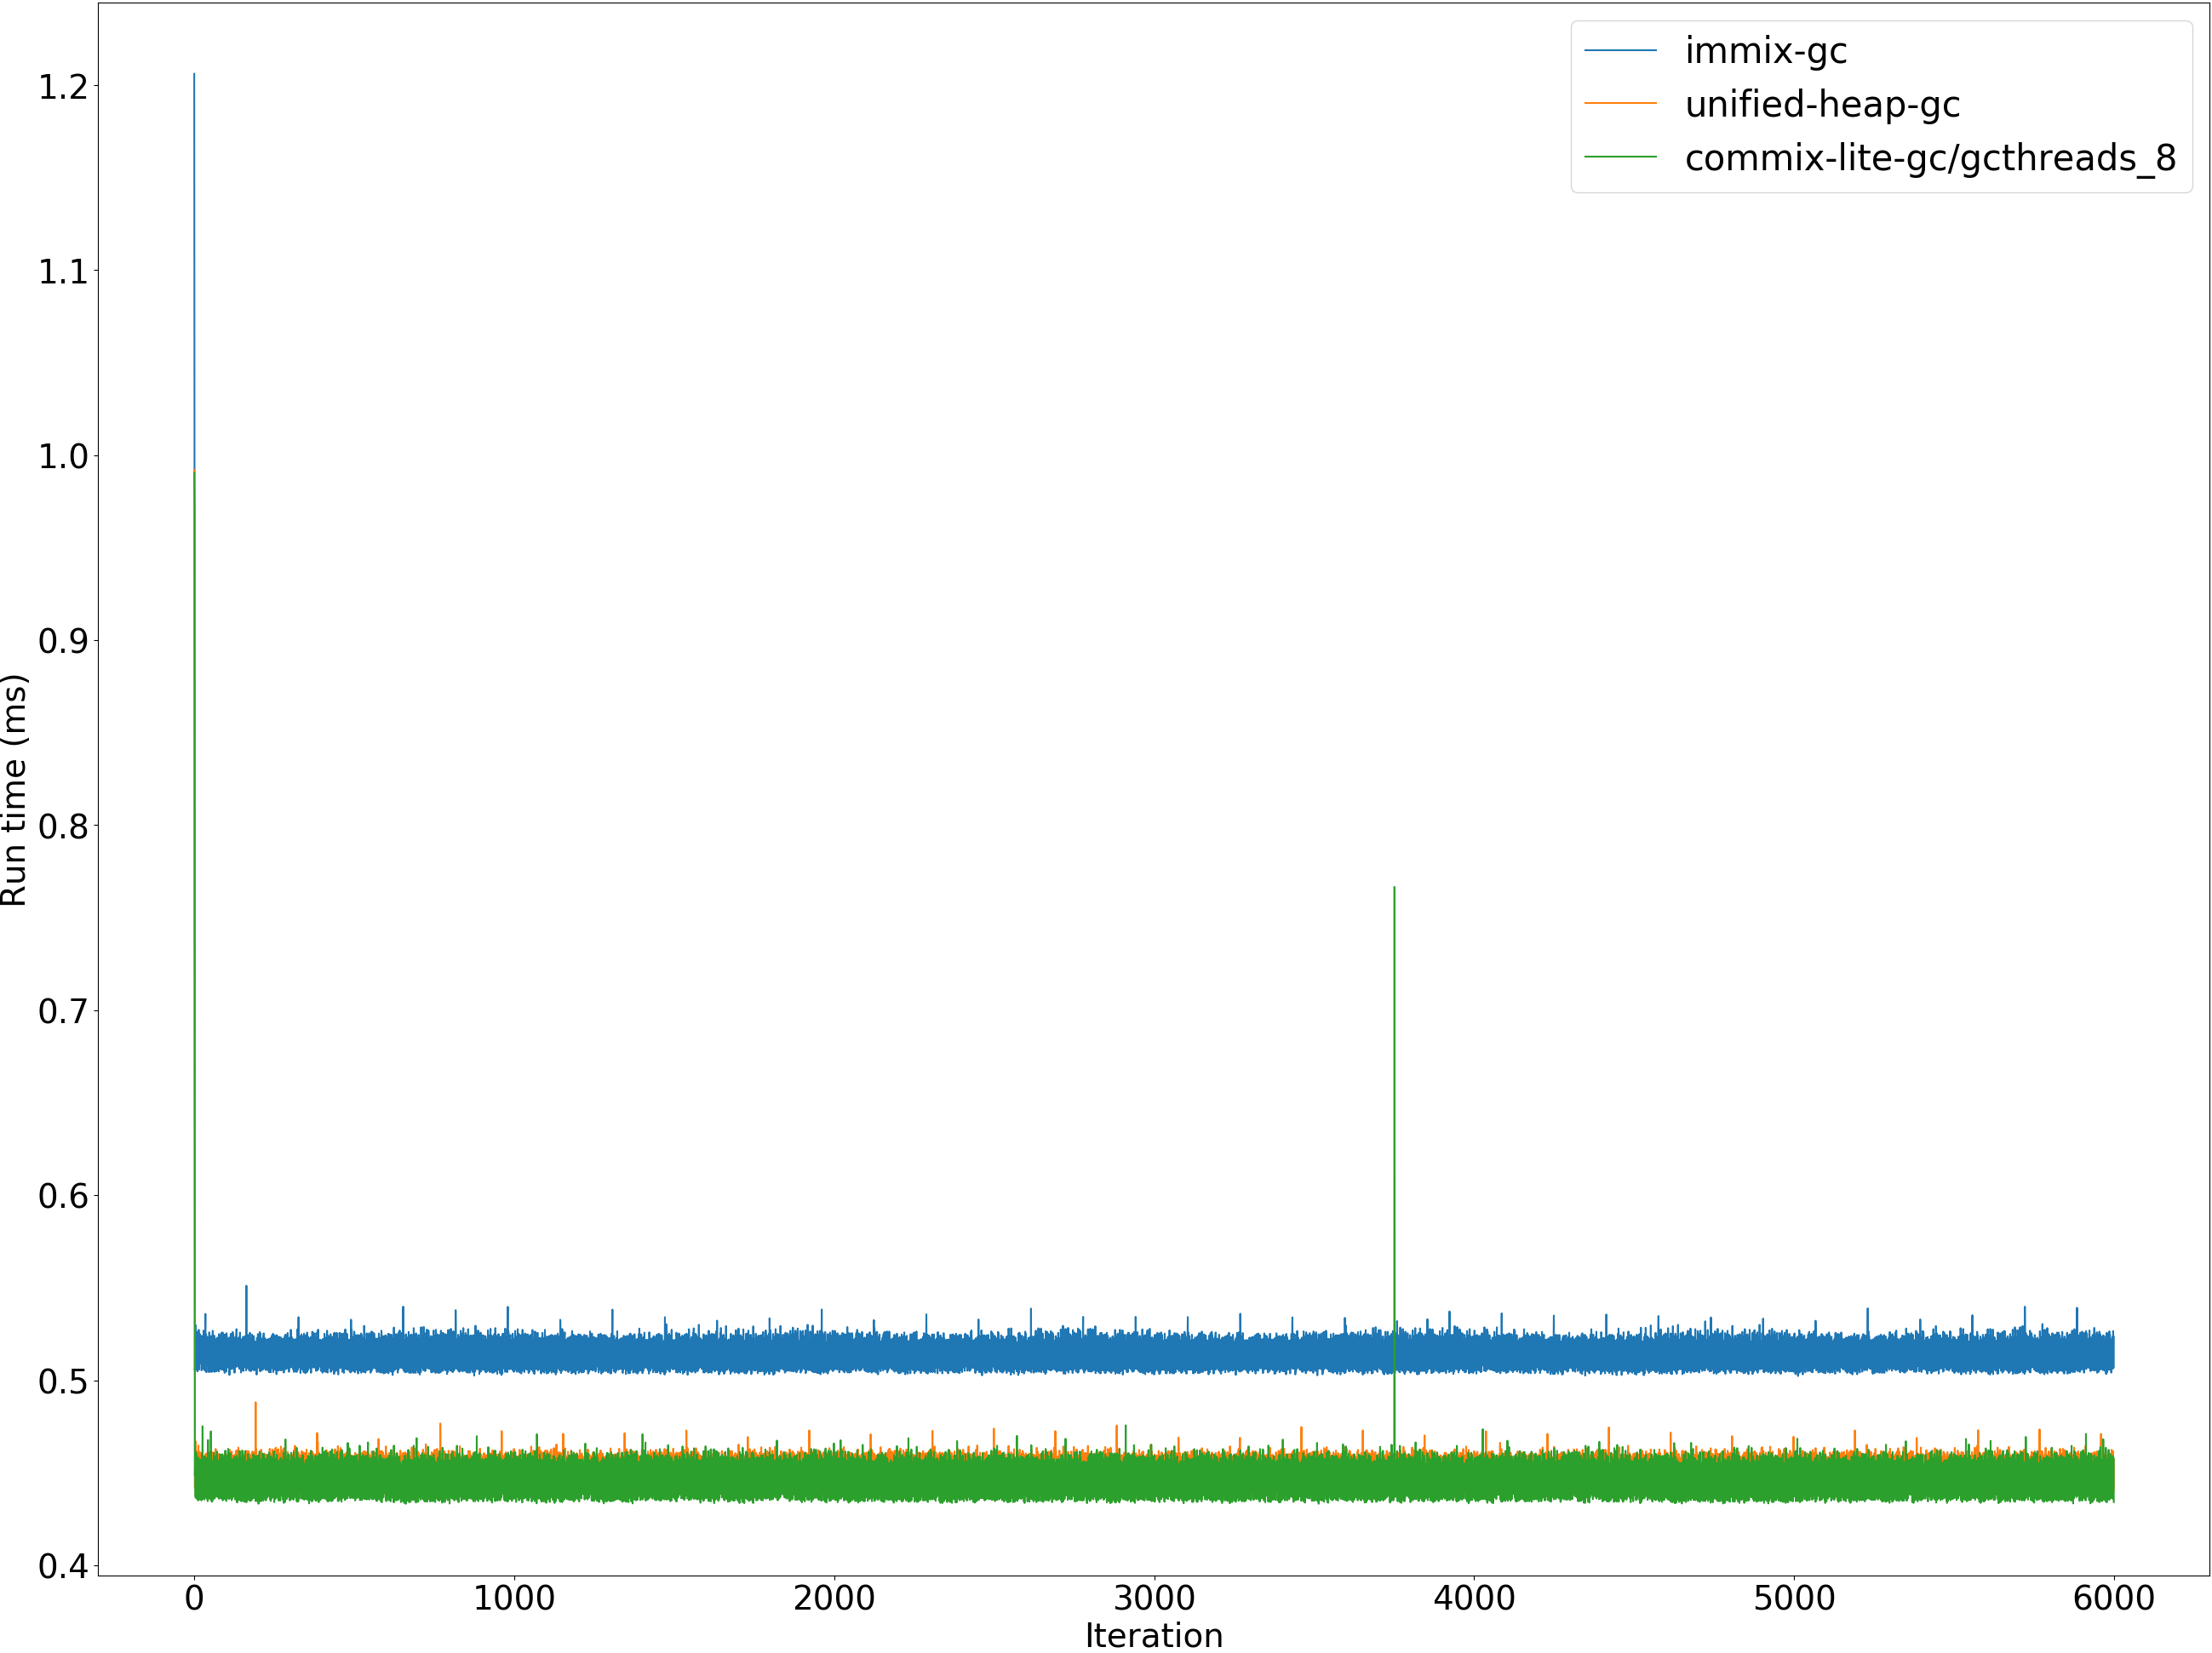 immix-gc
unified-heap-gc
commix-lite-gc/gcthreads_8
Run time (ms)
1.2
1.1
1.0
0.9
0.8
0.7
0.6
0.5
0.4
0 1000 2000 3000 4000 5000 6000
Iteration